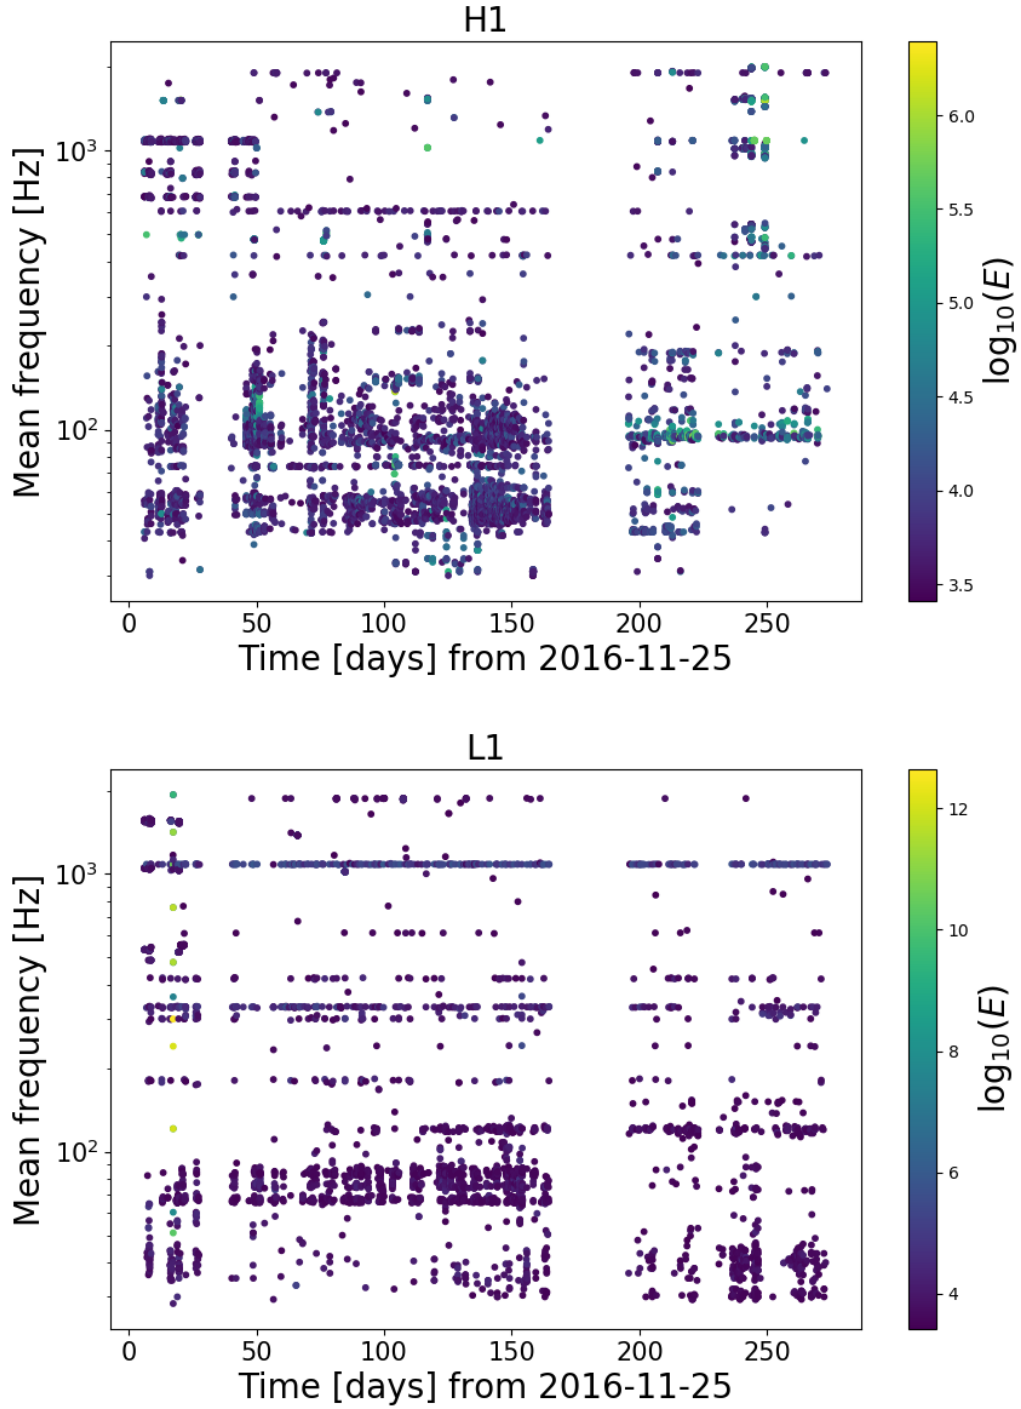 H1
Mean frequency [Hz]
10³
10²
0 50 100 150 200 250
Time [days] from 2016-11-25
6.0
5.5
5.0
4.5
4.0
3.5
log₁₀(E)
L1
Mean frequency [Hz]
10³
10²
0 50 100 150 200 250
Time [days] from 2016-11-25
12
10
8
6
4
log₁₀(E)